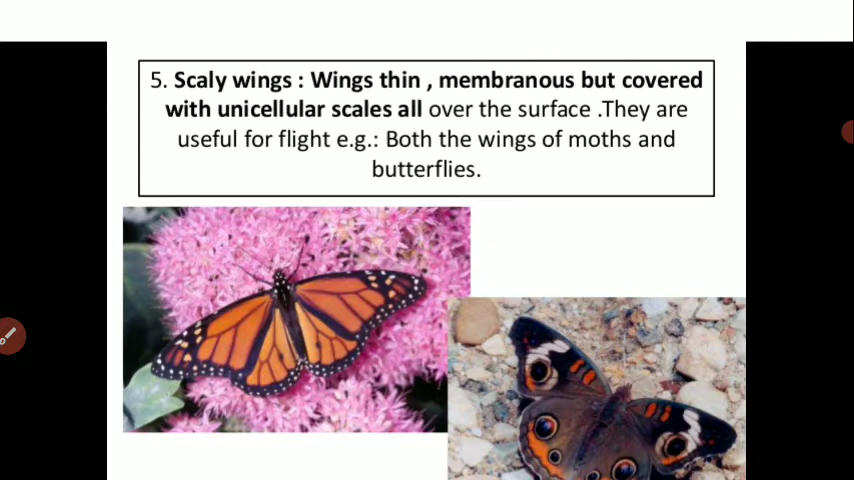 5. Scaly wings : Wings thin , membranous but covered
with unicellular scales all over the surface .They are
useful for flight e.g.: Both the wings of moths and
butterflies.